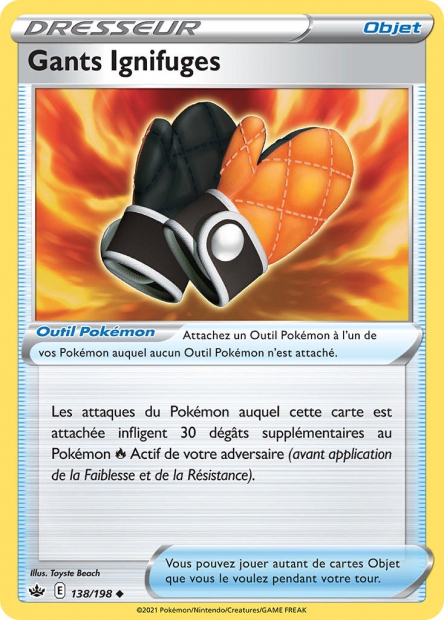 DRESSEUR
Objet
Gants Ignifuges
Outil Pokémon Attachez un Outil Pokémon à l'un de
vos Pokémon auquel aucun Outil Pokémon n'est attaché.
Les attaques du Pokémon auquel cette carte est
attachée infligent 30 dégâts supplémentaires au
Pokémon Actif de votre adversaire (avant application
de la Faiblesse et de la Résistance).
Vous pouvez jouer autant de cartes Objet
que vous le voulez pendant votre tour.
Illus. Toyste Beach
E 138/198
©2021 Pokémon/Nintendo/Creatures/GAME FREAK